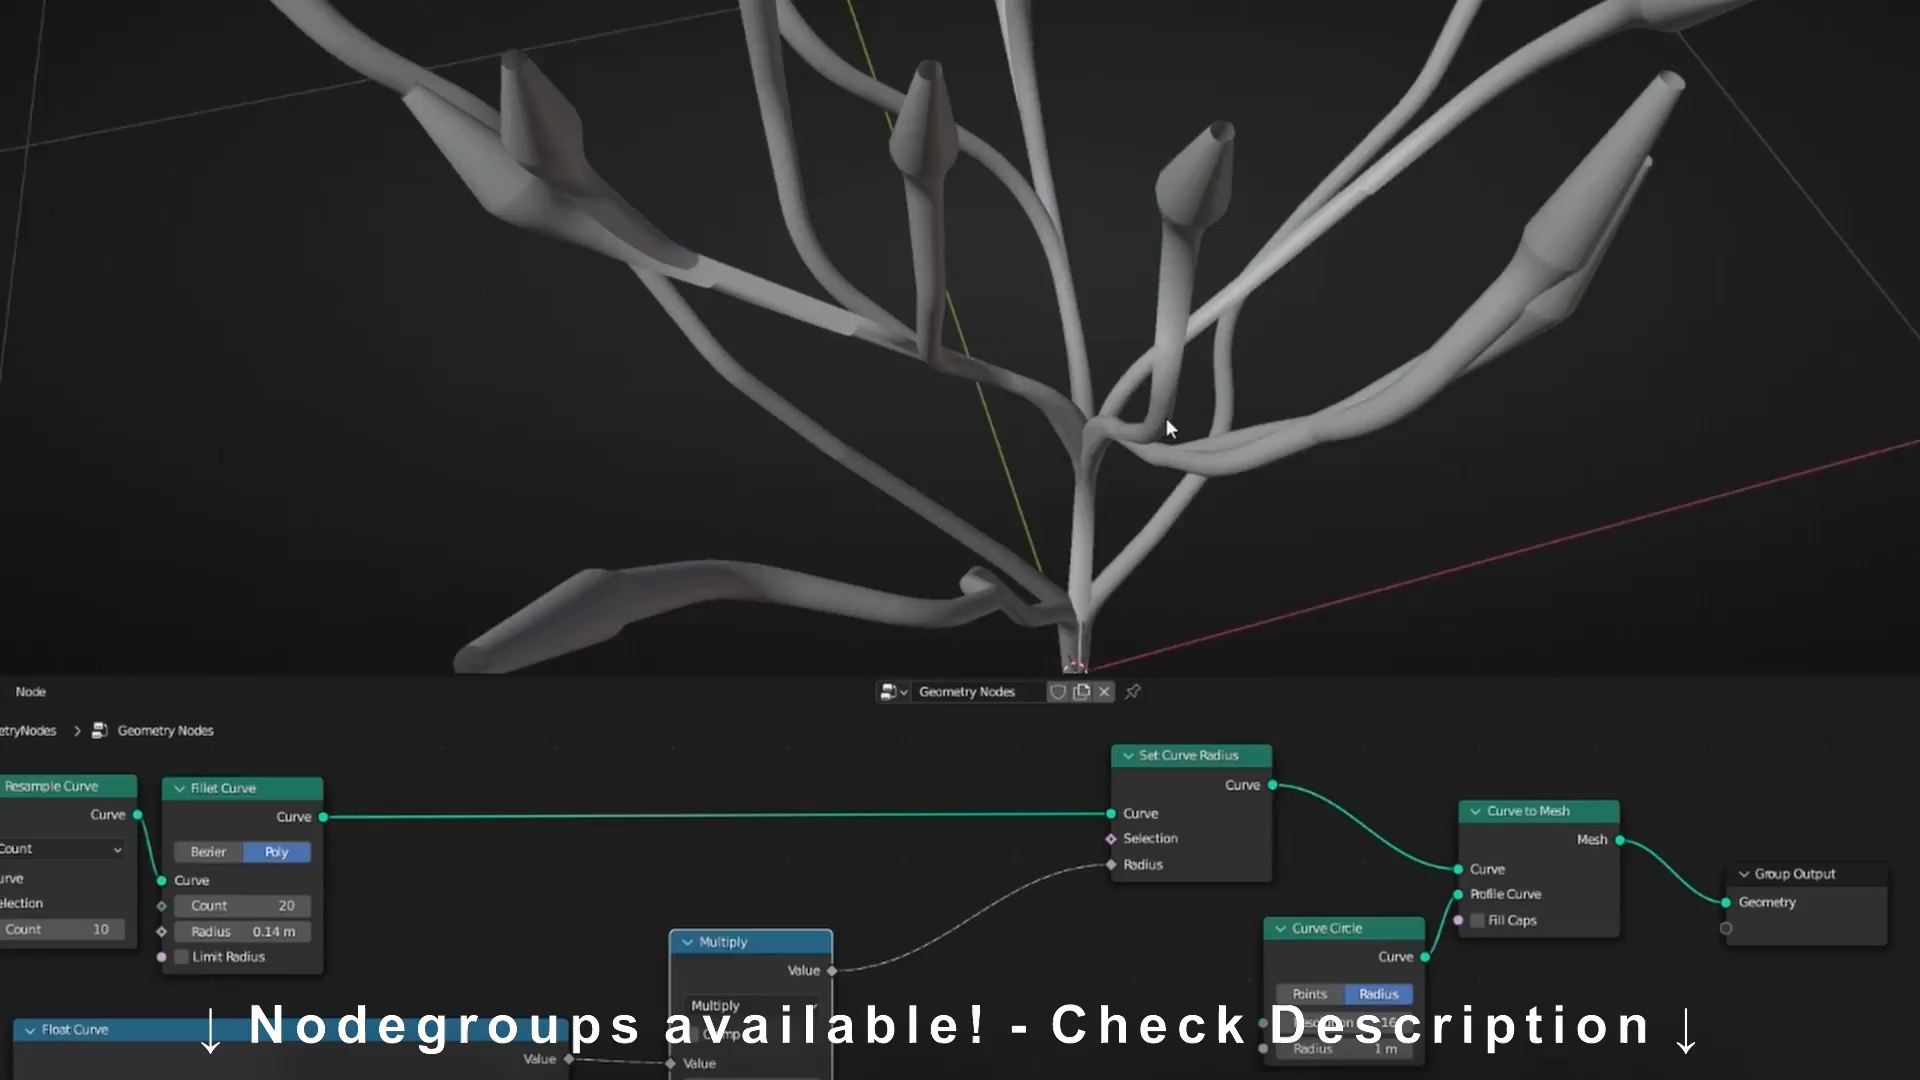 Node
Geometry Nodes
etryNodes > Geometry Nodes
Set Curve Radius
Curve
Curve
Selection
Radius
Resample Curve
Curve
Count
urve
election
Count 10
Fillet Curve
Curve
Bezier Poly
Curve
Count 20
Radius 0.14 m
Limit Radius
Curve to Mesh
Mesh
Curve
Profile Curve
Fill Caps
Group Output
Geometry
Multiply
Value
Multiply
Value
Curve Circle
Curve
Points Radius
Resolution 16
Radius 1 m
Float Curve
Value
↓ Nodegroups available! - Check Description ↓